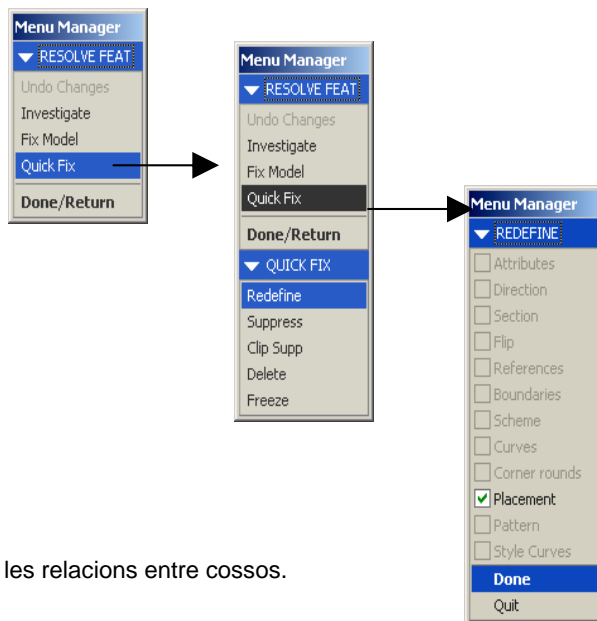 Menu Manager
RESOLVE FEAT
Undo Changes
Investigate
Fix Model
Quick Fix
Done/Return
Menu Manager
RESOLVE FEAT
Undo Changes
Investigate
Fix Model
Quick Fix
Done/Return
QUICK FIX
Redefine
Suppress
Clip Supp
Delete
Freeze
Menu Manager
REDEFINE
Attributes
Direction
Section
Flip
References
Boundaries
Scheme
Curves
Corner rounds
Placement
Pattern
Style Curves
Done
Quit
les relacions entre cossos.